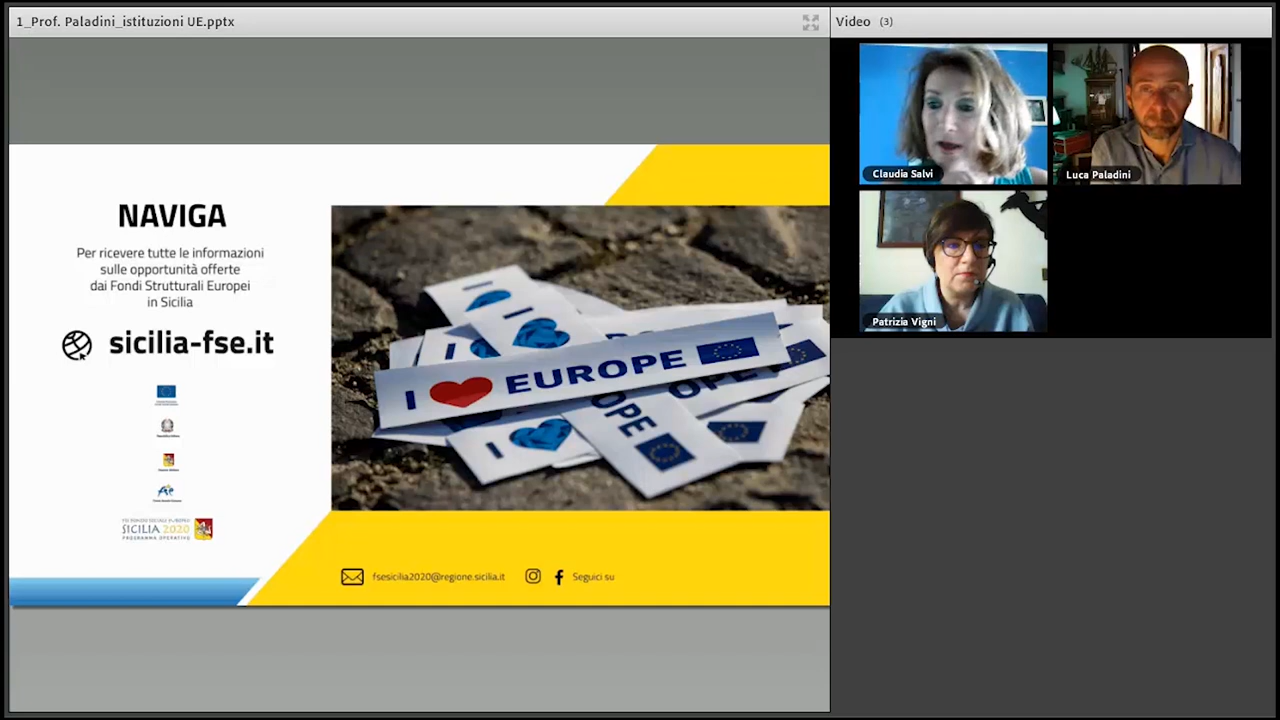 1_Prof. Paladini_istituzioni UE.pptx
Video (3)
Claudia Salvi
Luca Paladini
Patrizia Vigni
NAVIGA
Per ricevere tutte le informazioni
sulle opportunità offerte
dai Fondi Strutturali Europei
in Sicilia
sicilia-fse.it
SICILIA 2020
PROGRAMMA OPERATIVO
I EUROPE
OPE
OPE
I
I
I
I
fsesicilia2020@regione.sicilia.it
Seguici su